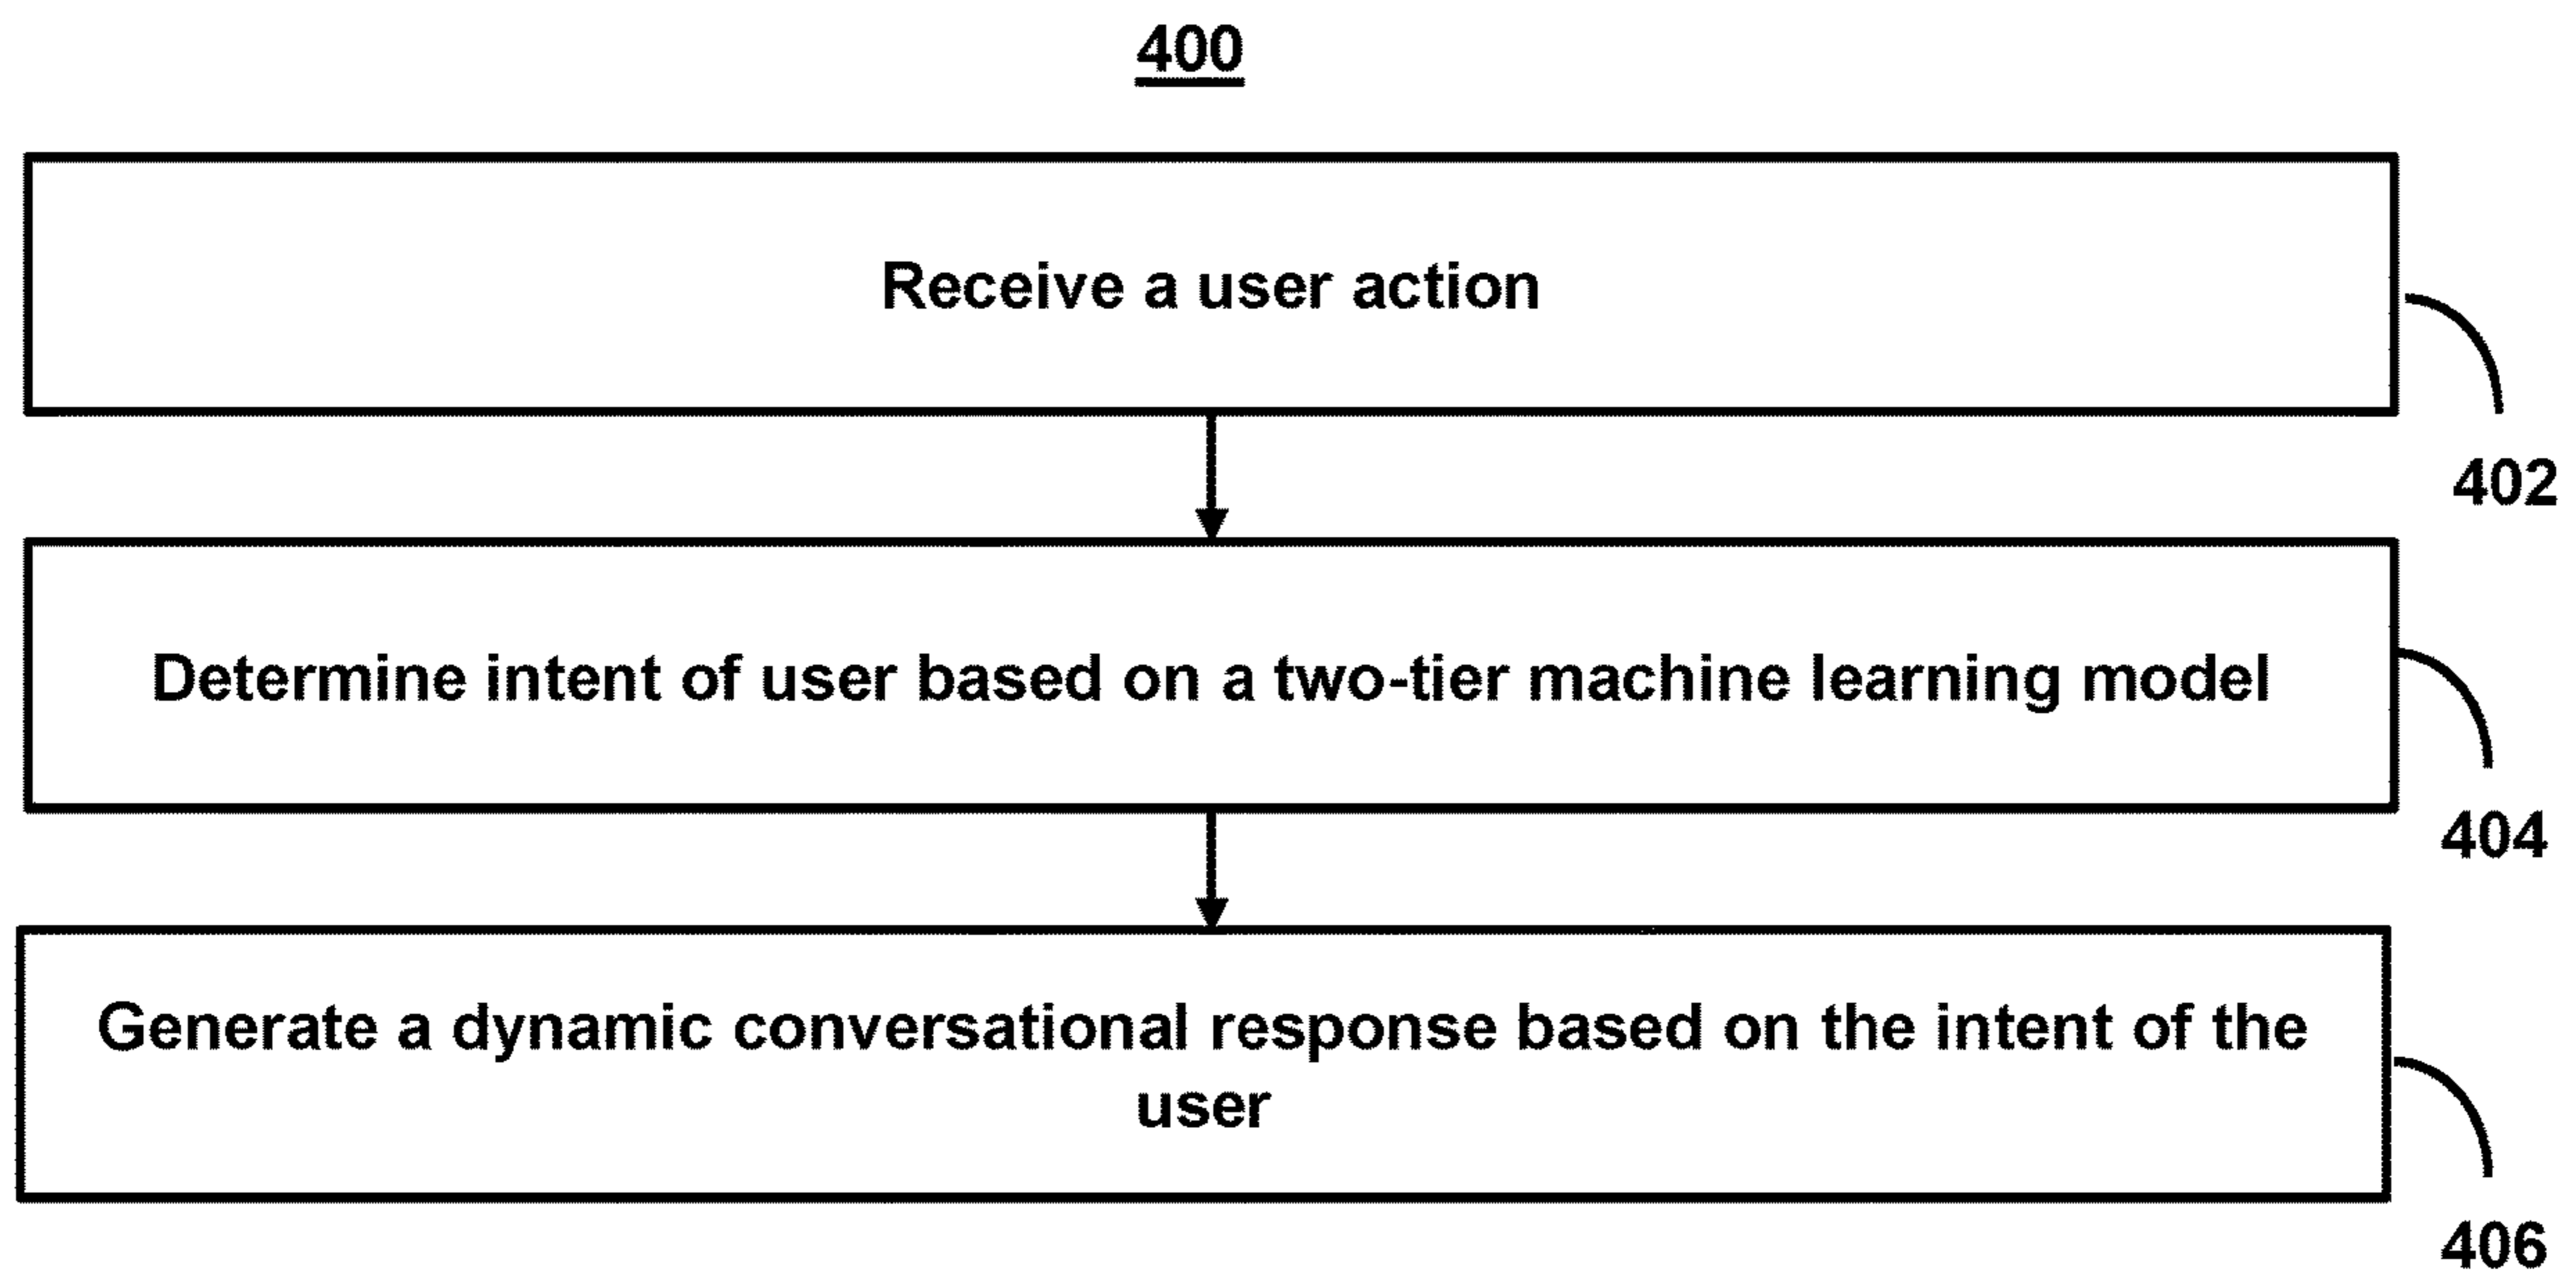 400
Receive a user action
402
Determine intent of user based on a two-tier machine learning model
404
Generate a dynamic conversational response based on the intent of the
user
406